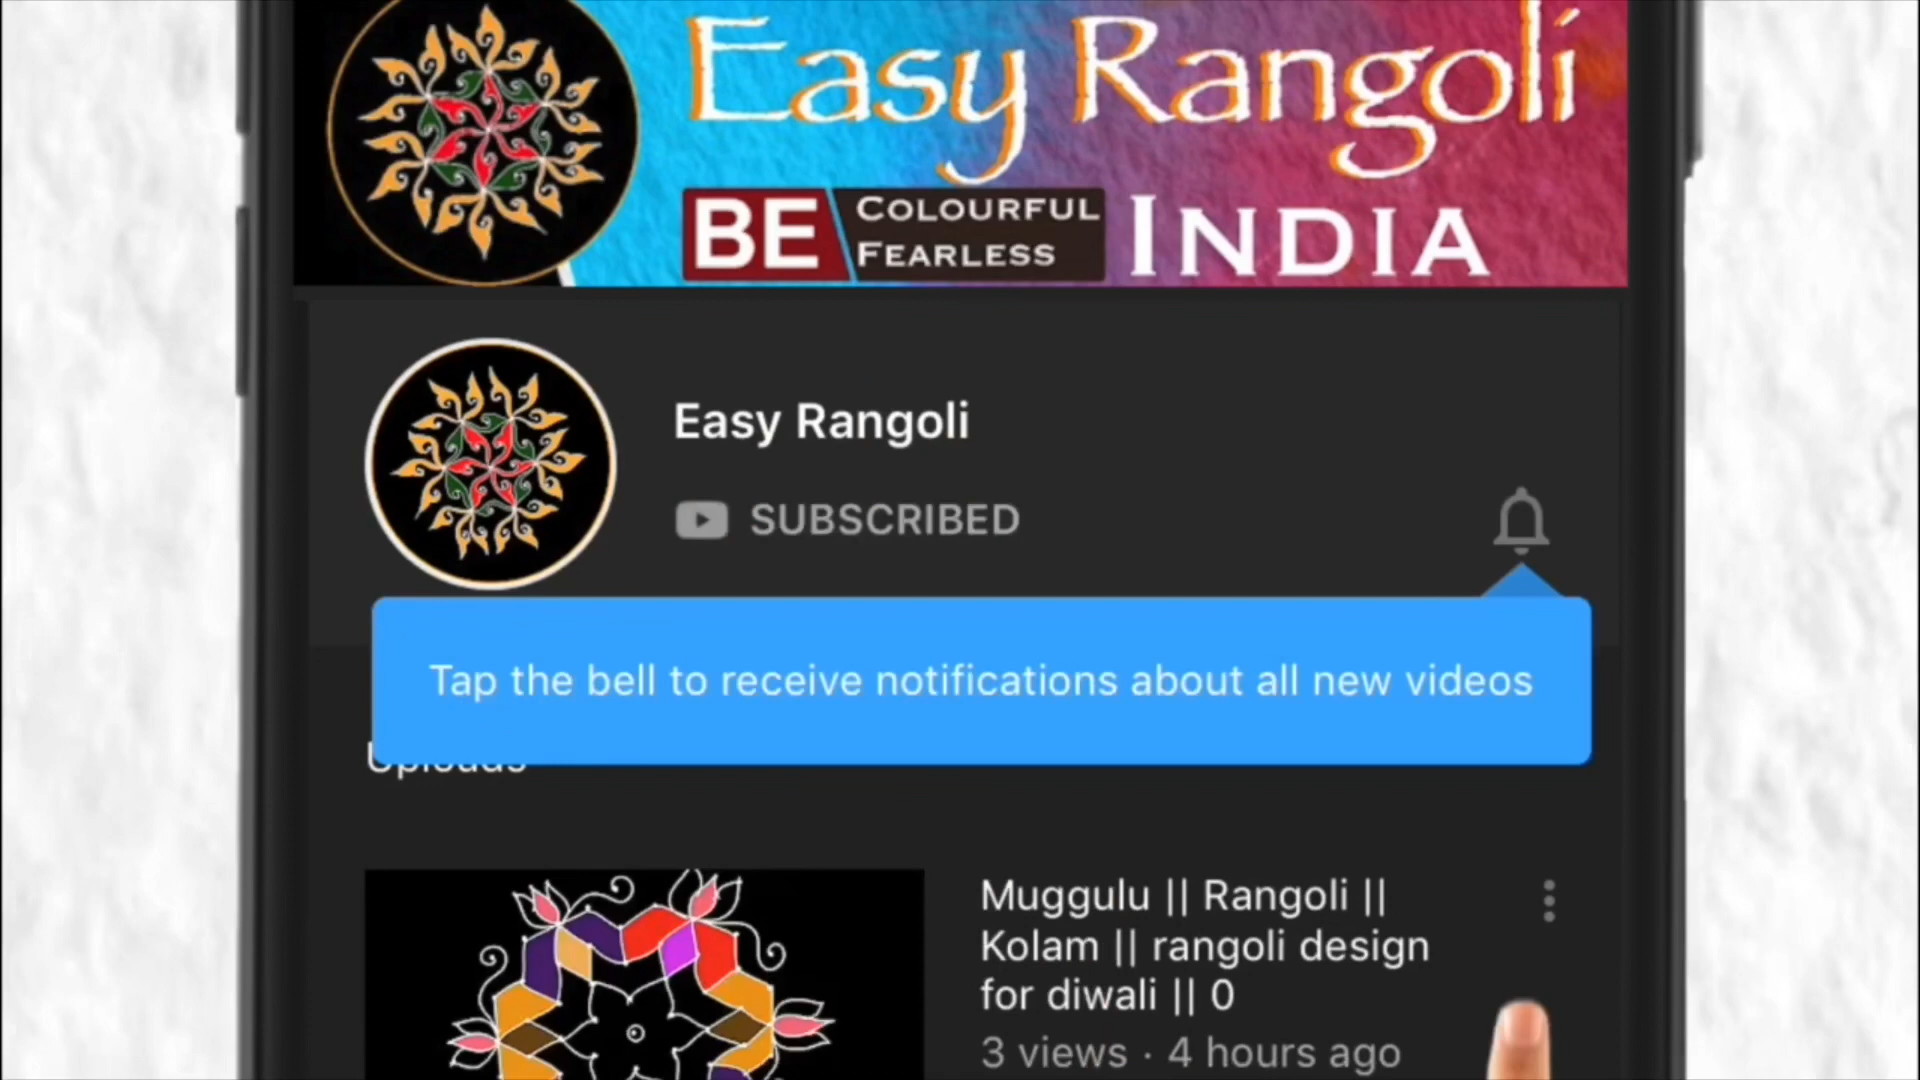 Easy Rangoli
BE COLOURFUL FEARLESS INDIA
Easy Rangoli
SUBSCRIBED
Tap the bell to receive notifications about all new videos
Uploads
Muggulu || Rangoli ||
Kolam || rangoli design
for diwali || 0
3 views · 4 hours ago